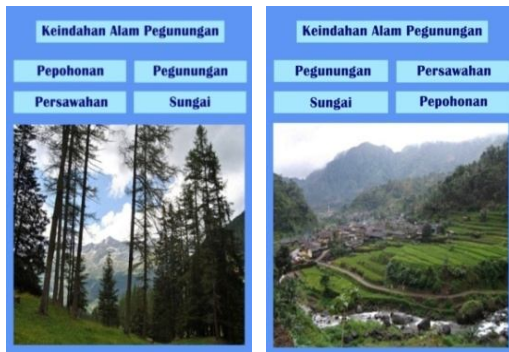 Keindahan Alam Pegunungan
Pepohonan Pegunungan
Persawahan Sungai
Keindahan Alam Pegunungan
Pegunungan Persawahan
Sungai Pepohonan